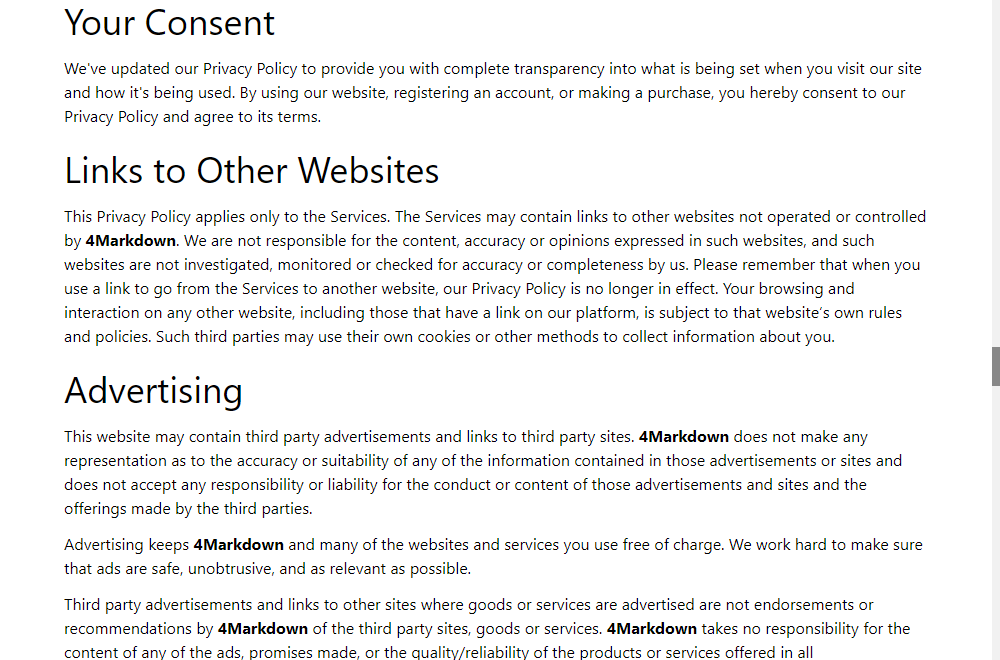 Your Consent
We've updated our Privacy Policy to provide you with complete transparency into what is being set when you visit our site
and how it's being used. By using our website, registering an account, or making a purchase, you hereby consent to our
Privacy Policy and agree to its terms.
Links to Other Websites
This Privacy Policy applies only to the Services. The Services may contain links to other websites not operated or controlled
by 4Markdown. We are not responsible for the content, accuracy or opinions expressed in such websites, and such
websites are not investigated, monitored or checked for accuracy or completeness by us. Please remember that when you
use a link to go from the Services to another website, our Privacy Policy is no longer in effect. Your browsing and
interaction on any other website, including those that have a link on our platform, is subject to that website’s own rules
and policies. Such third parties may use their own cookies or other methods to collect information about you.
Advertising
This website may contain third party advertisements and links to third party sites. 4Markdown does not make any
representation as to the accuracy or suitability of any of the information contained in those advertisements or sites and
does not accept any responsibility or liability for the conduct or content of those advertisements and sites and the
offerings made by the third parties.
Advertising keeps 4Markdown and many of the websites and services you use free of charge. We work hard to make sure
that ads are safe, unobtrusive, and as relevant as possible.
Third party advertisements and links to other sites where goods or services are advertised are not endorsements or
recommendations by 4Markdown of the third party sites, goods or services. 4Markdown takes no responsibility for the
content of any of the ads, promises made, or the quality/reliability of the products or services offered in all